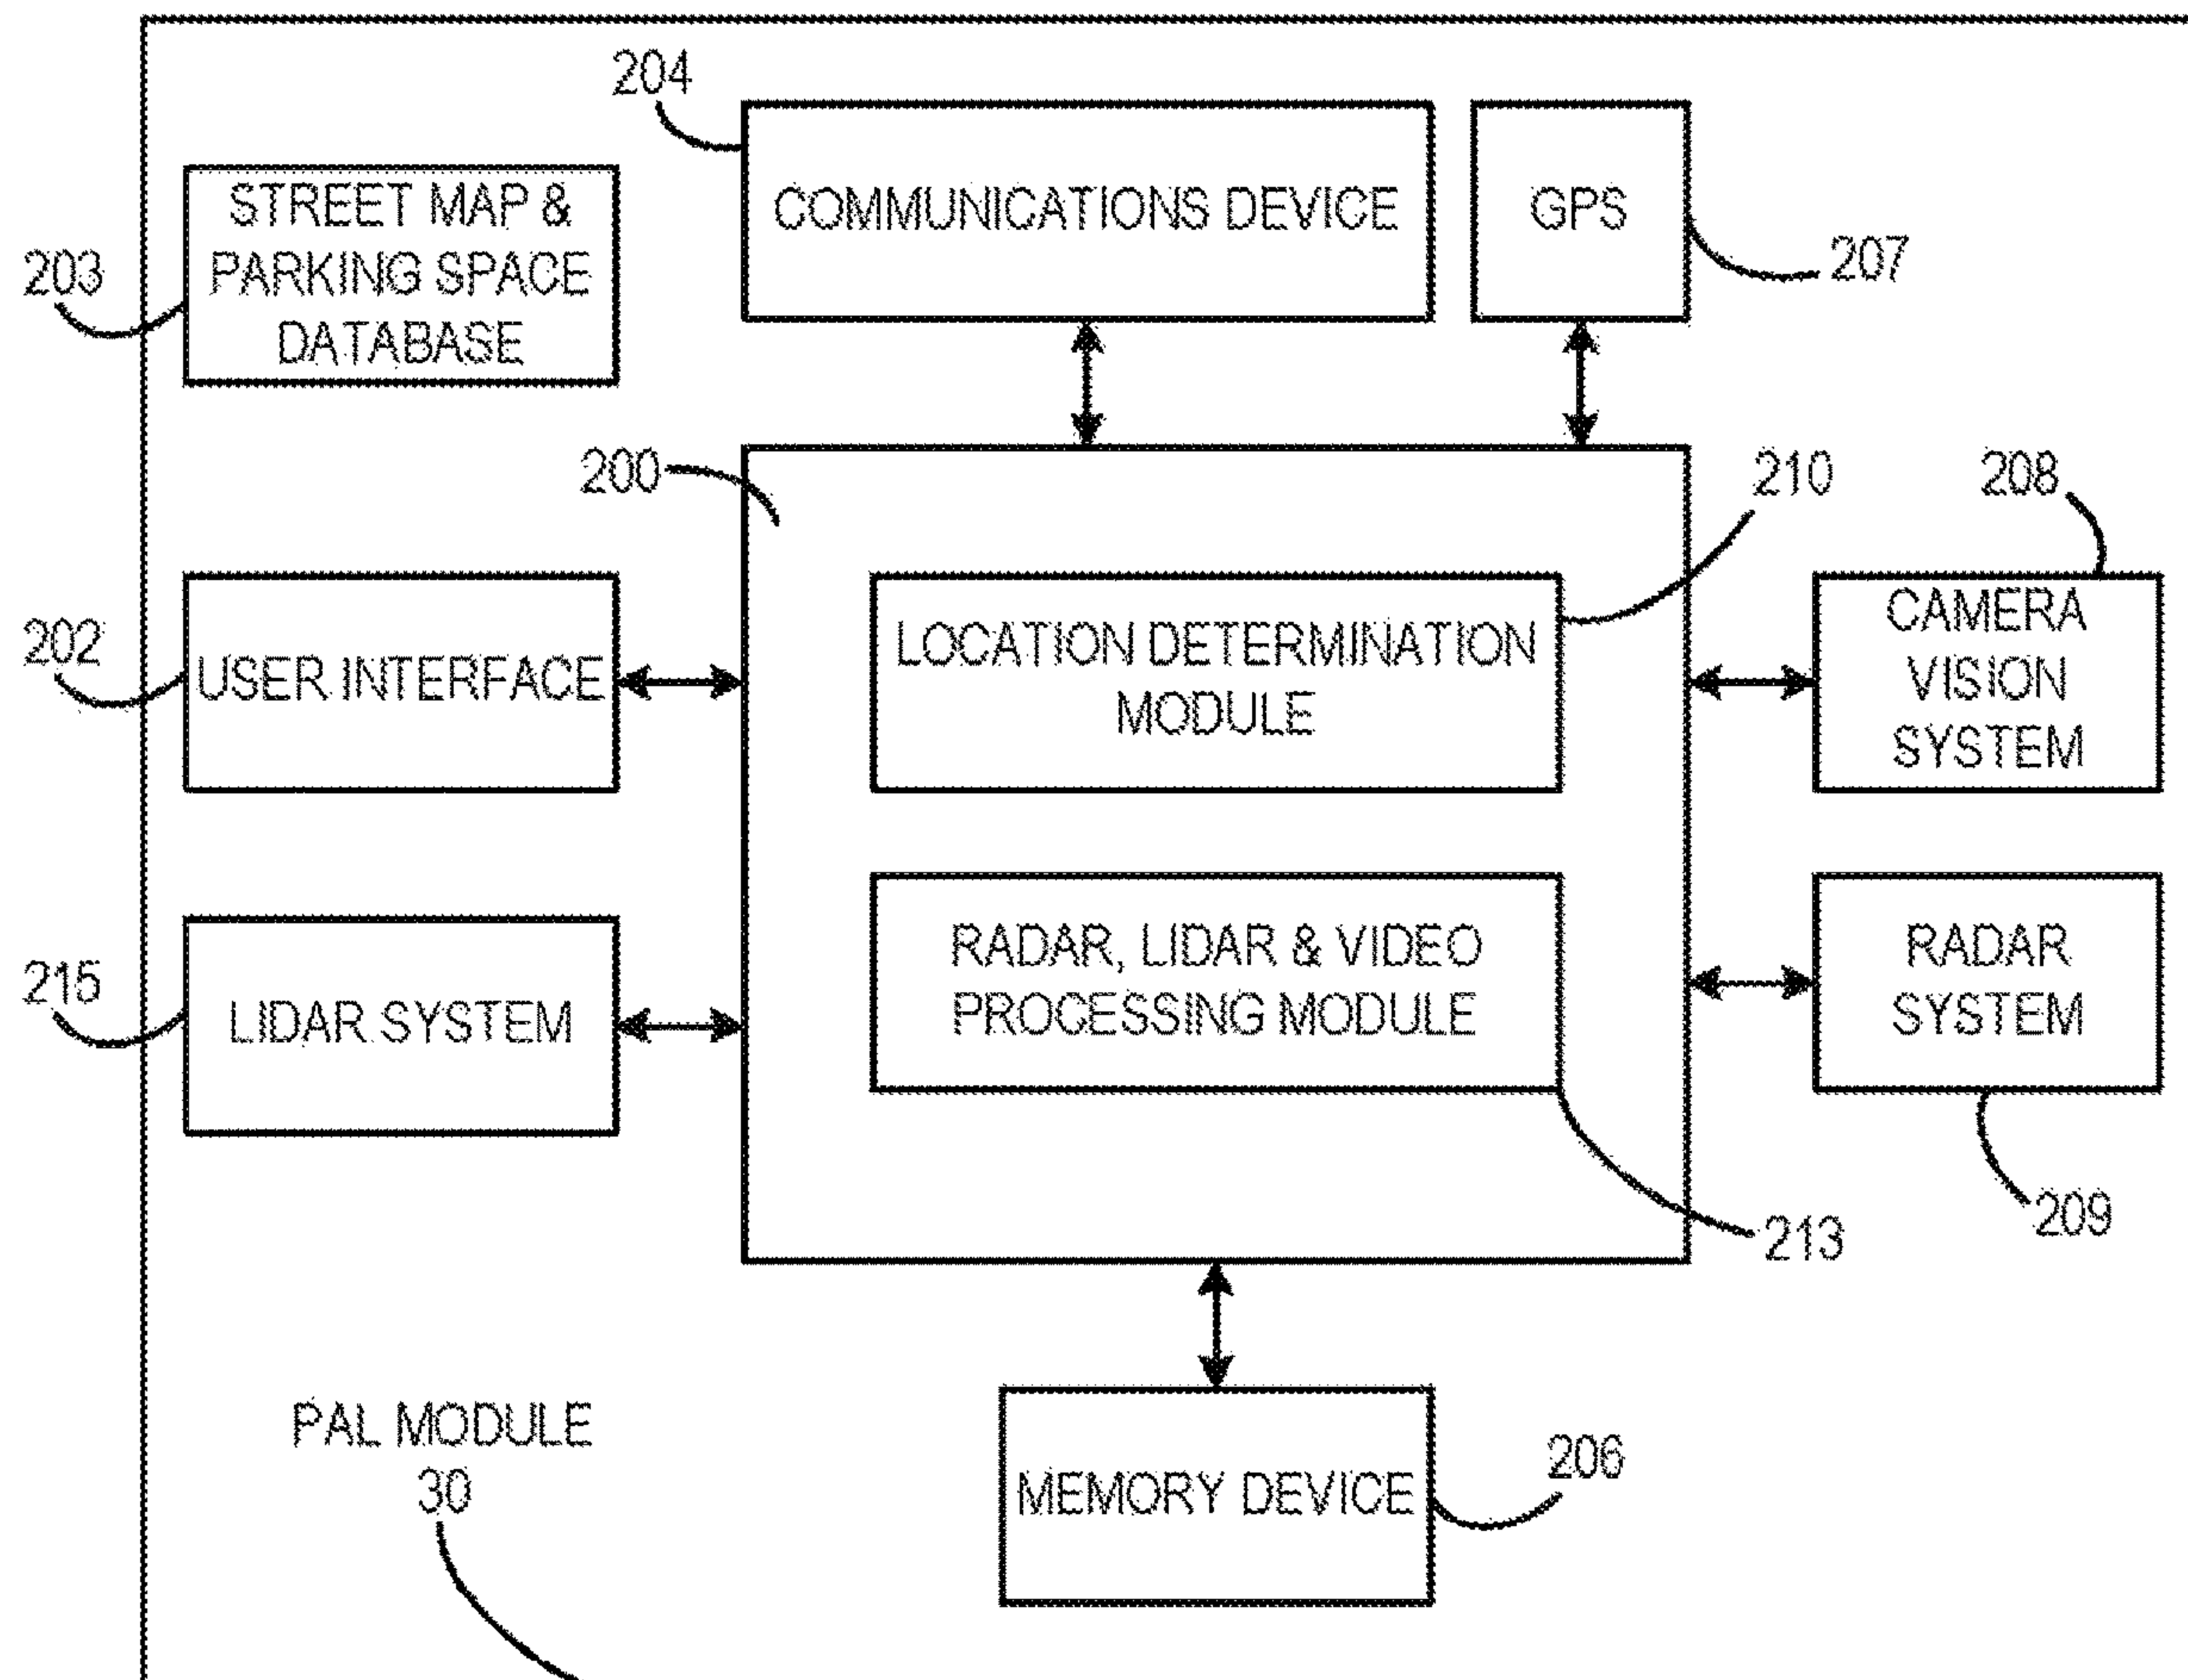 204
STREET MAP &
PARKING SPACE
DATABASE
203
COMMUNICATIONS DEVICE
GPS
207
200
210
208
202
USER INTERFACE
LOCATION DETERMINATION
MODULE
CAMERA
VISION
SYSTEM
215
LIDAR SYSTEM
RADAR, LIDAR & VIDEO
PROCESSING MODULE
RADAR
SYSTEM
213
209
PAL MODULE
30
MEMORY DEVICE
206